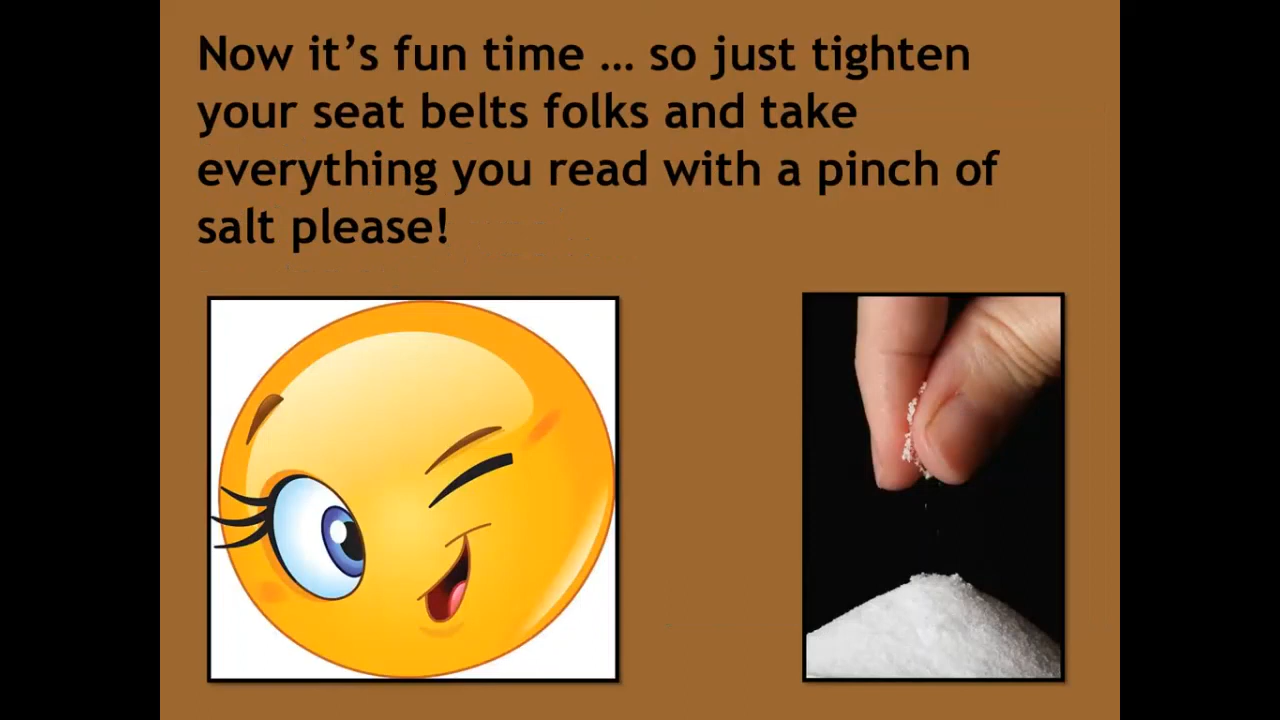 Now it’s fun time … so just tighten
your seat belts folks and take
everything you read with a pinch of
salt please!